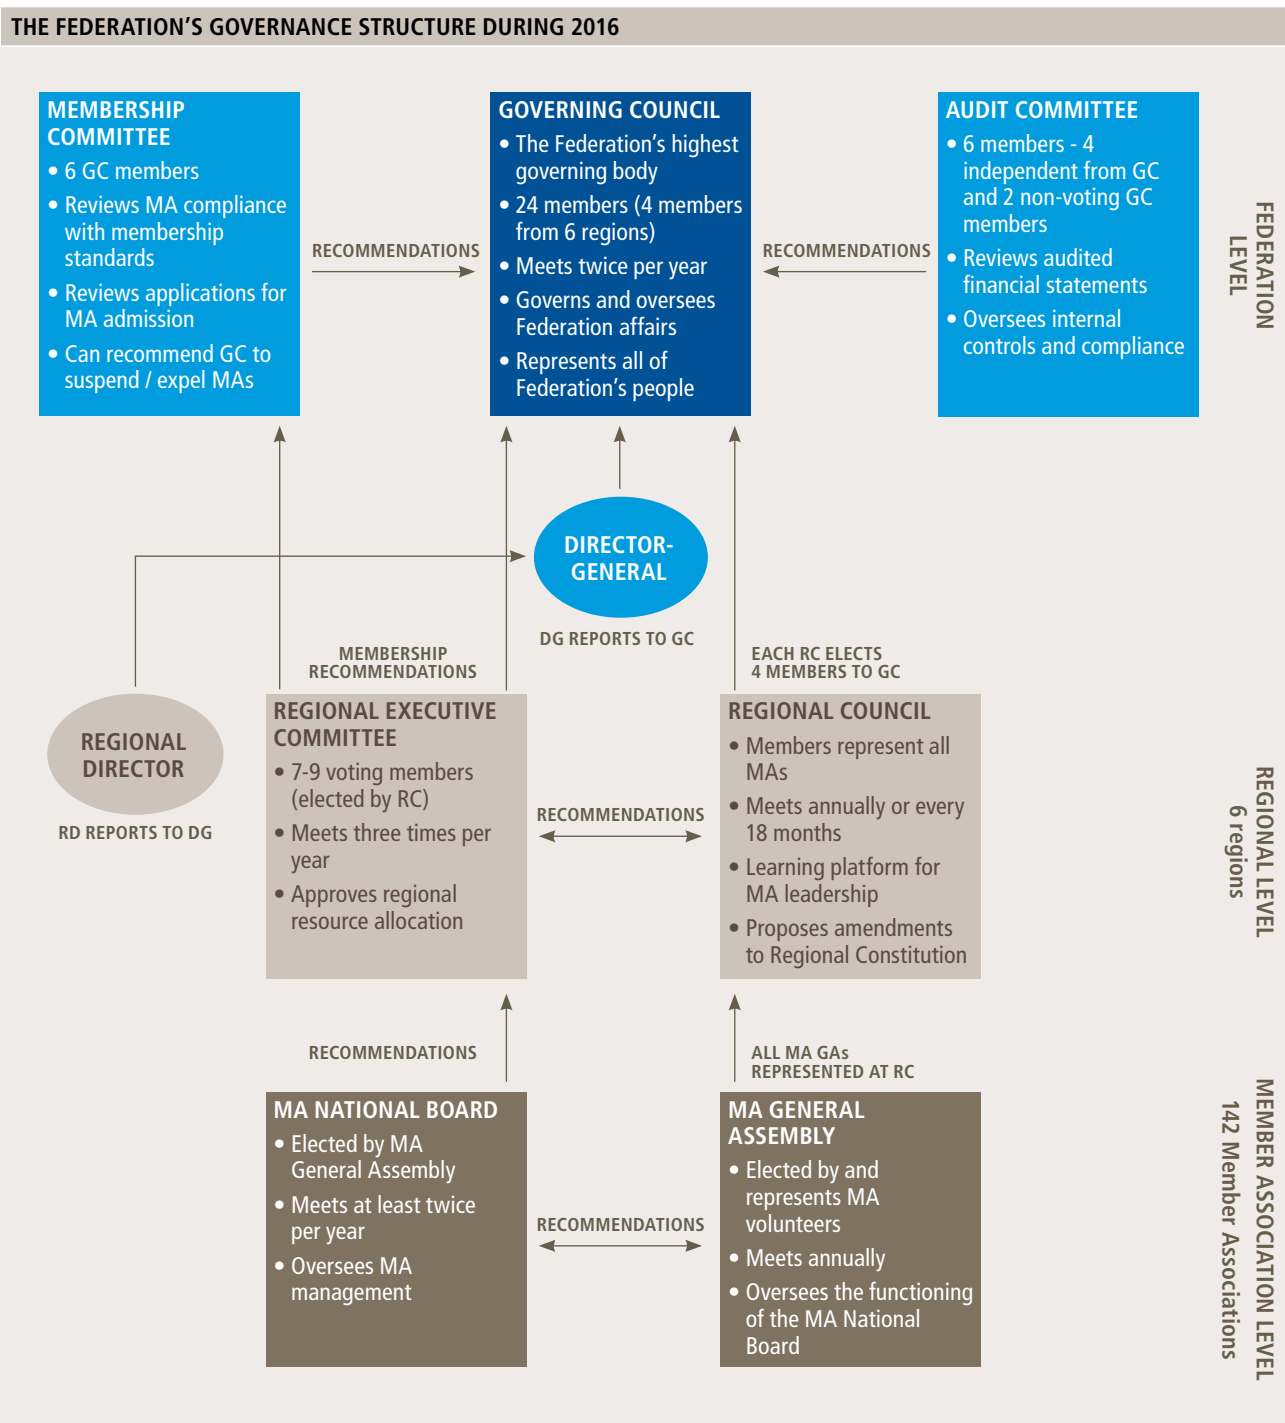 THE FEDERATION’S GOVERNANCE STRUCTURE DURING 2016
MEMBERSHIP
COMMITTEE
• 6 GC members
• Reviews MA compliance
with membership
standards
• Reviews applications for
MA admission
• Can recommend GC to
suspend / expel MAs
RECOMMENDATIONS
GOVERNING COUNCIL
• The Federation’s highest
governing body
• 24 members (4 members
from 6 regions)
• Meets twice per year
• Governs and oversees
Federation affairs
• Represents all of
Federation’s people
RECOMMENDATIONS
AUDIT COMMITTEE
• 6 members - 4
independent from GC
and 2 non-voting GC
members
• Reviews audited
financial statements
• Oversees internal
controls and compliance
FEDERATION
LEVEL
DIRECTOR-
GENERAL
DG REPORTS TO GC
MEMBERSHIP
RECOMMENDATIONS
EACH RC ELECTS
4 MEMBERS TO GC
REGIONAL
DIRECTOR
RD REPORTS TO DG
REGIONAL EXECUTIVE
COMMITTEE
• 7-9 voting members
(elected by RC)
• Meets three times per
year
• Approves regional
resource allocation
RECOMMENDATIONS
REGIONAL COUNCIL
• Members represent all
MAs
• Meets annually or every
18 months
• Learning platform for
MA leadership
• Proposes amendments
to Regional Constitution
REGIONAL LEVEL
6 regions
RECOMMENDATIONS
ALL MA GAs
REPRESENTED AT RC
MA NATIONAL BOARD
• Elected by MA
General Assembly
• Meets at least twice
per year
• Oversees MA
management
RECOMMENDATIONS
MA GENERAL
ASSEMBLY
• Elected by and
represents MA
volunteers
• Meets annually
• Oversees the functioning
of the MA National
Board
MEMBER ASSOCIATION LEVEL
142 Member Associations